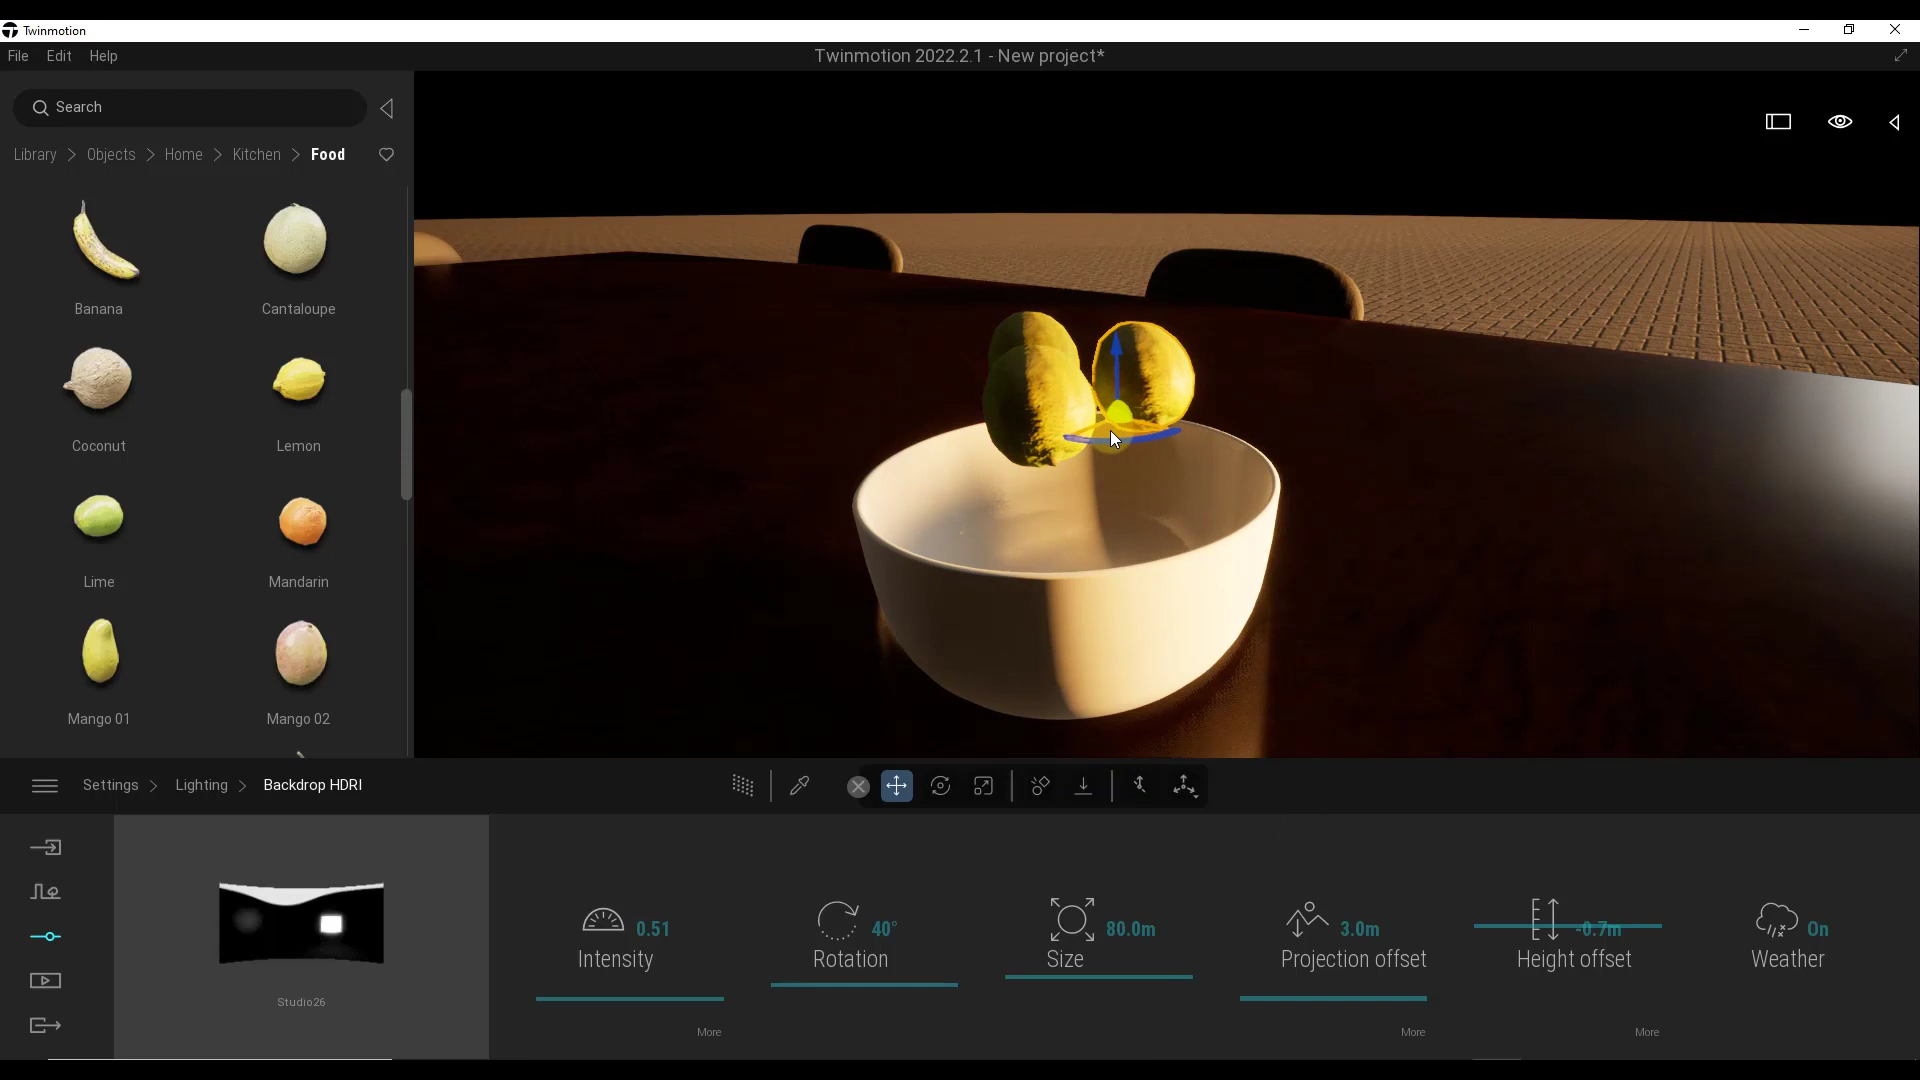 Twinmotion
File Edit Help
Twinmotion 2022.2.1 - New project*
Search
Library Objects Home Kitchen Food
Banana Cantaloupe
Coconut Lemon
Lime Mandarin
Mango 01 Mango 02
Settings Lighting Backdrop HDRI
Studio26
0.51
Intensity
More
40°
Rotation
80.0m
Size
3.0m
Projection offset
More
-0.7m
Height offset
More
On
Weather